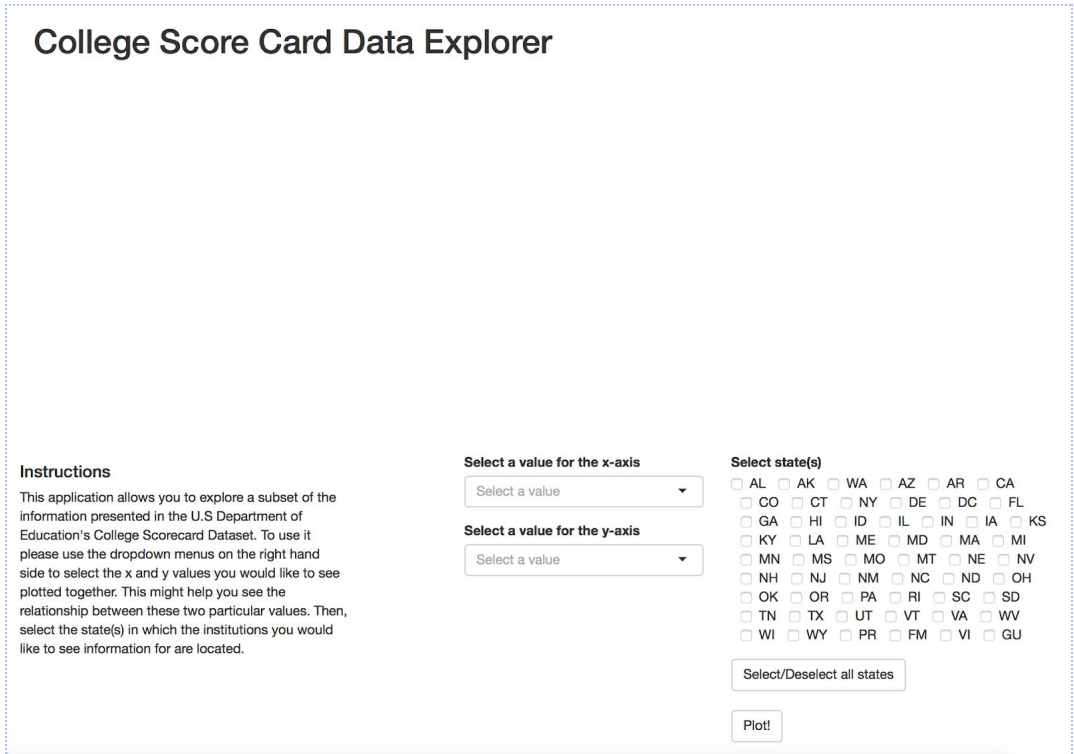 College Score Card Data Explorer
Instructions
This application allows you to explore a subset of the
information presented in the U.S Department of
Education's College Scorecard Dataset. To use it
please use the dropdown menus on the right hand
side to select the x and y values you would like to see
plotted together. This might help you see the
relationship between these two particular values. Then,
select the state(s) in which the institutions you would
like to see information for are located.
Select a value for the x-axis
Select a value
Select a value for the y-axis
Select a value
Select state(s)
AL AK WA AZ AR CA
CO CT NY DE DC FL
GA HI ID IL IN IA KS
KY LA ME MD MA MI
MN MS MO MT NE NV
NH NJ NM NC ND OH
OK OR PA RI SC SD
TN TX UT VT VA WV
WI WY PR FM VI GU
Select/Deselect all states
Plot!